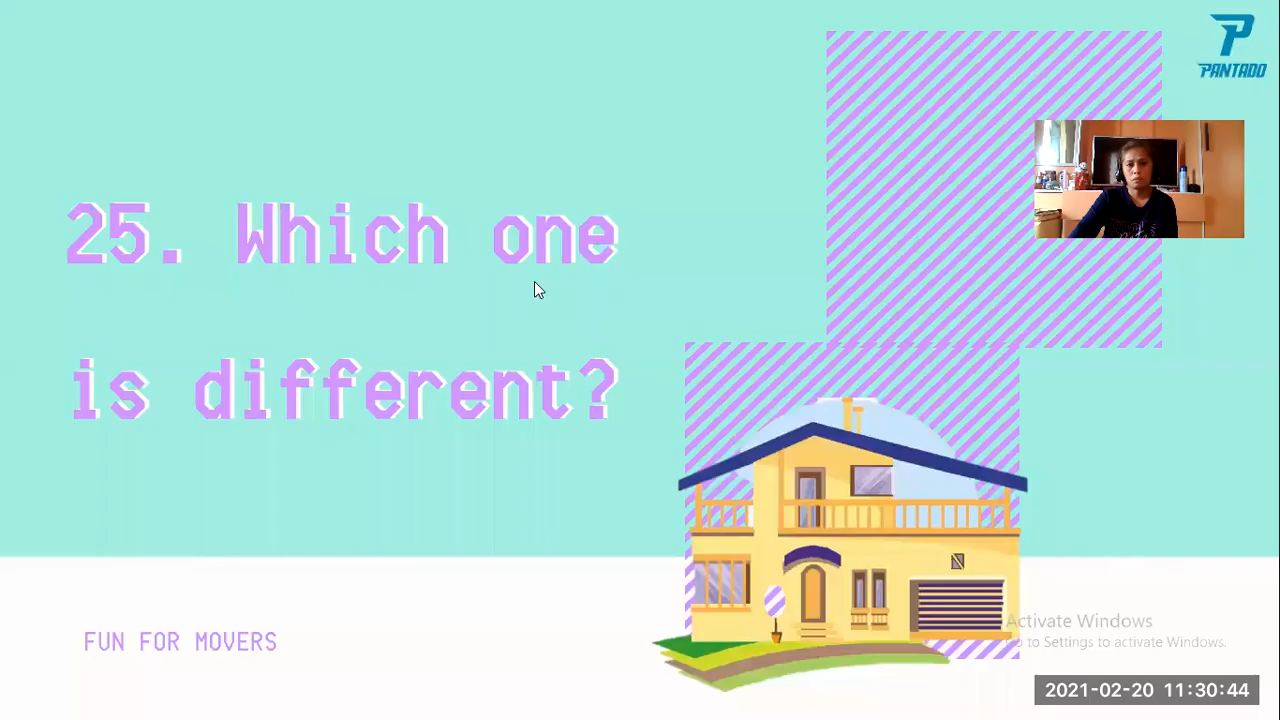 PANTADO
25. Which one
is different?
FUN FOR MOVERS
Activate Windows
to Settings to activate Windows.
2021-02-20 11:30:44